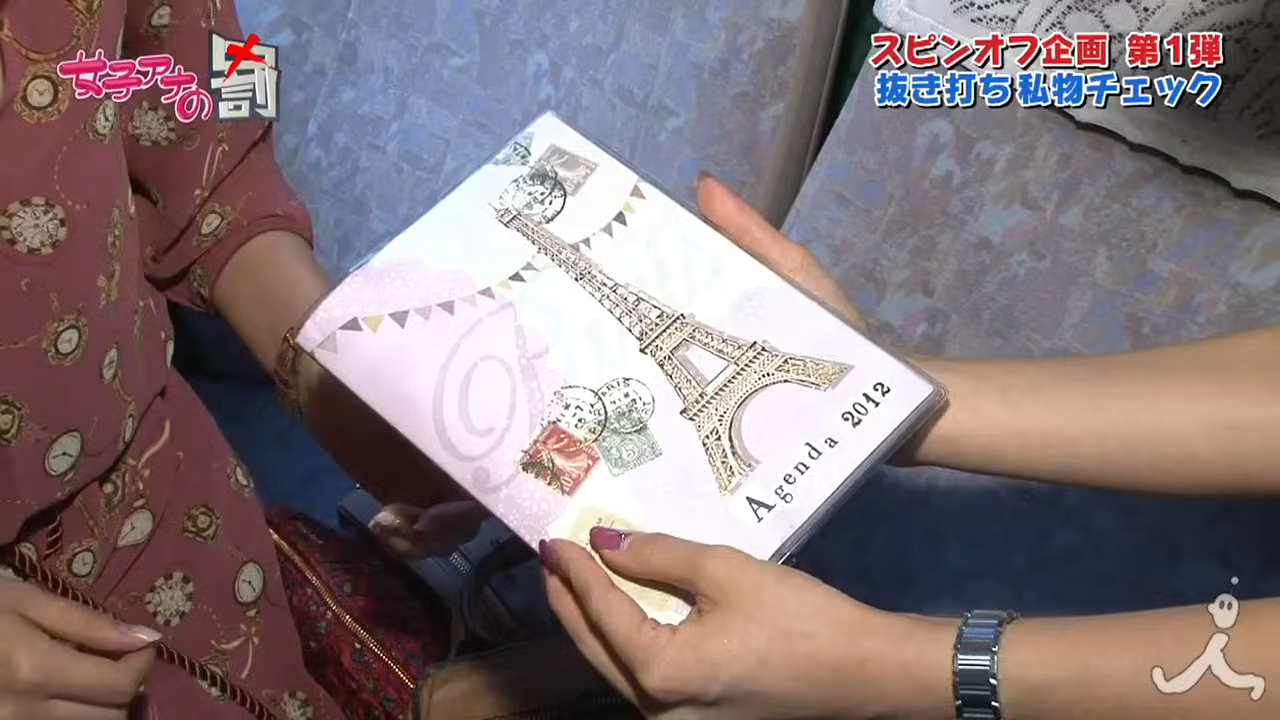 女子アナの罰
スピンオフ企画 第1弾
抜き打ち私物チェック
PARIS
Agenda 2012